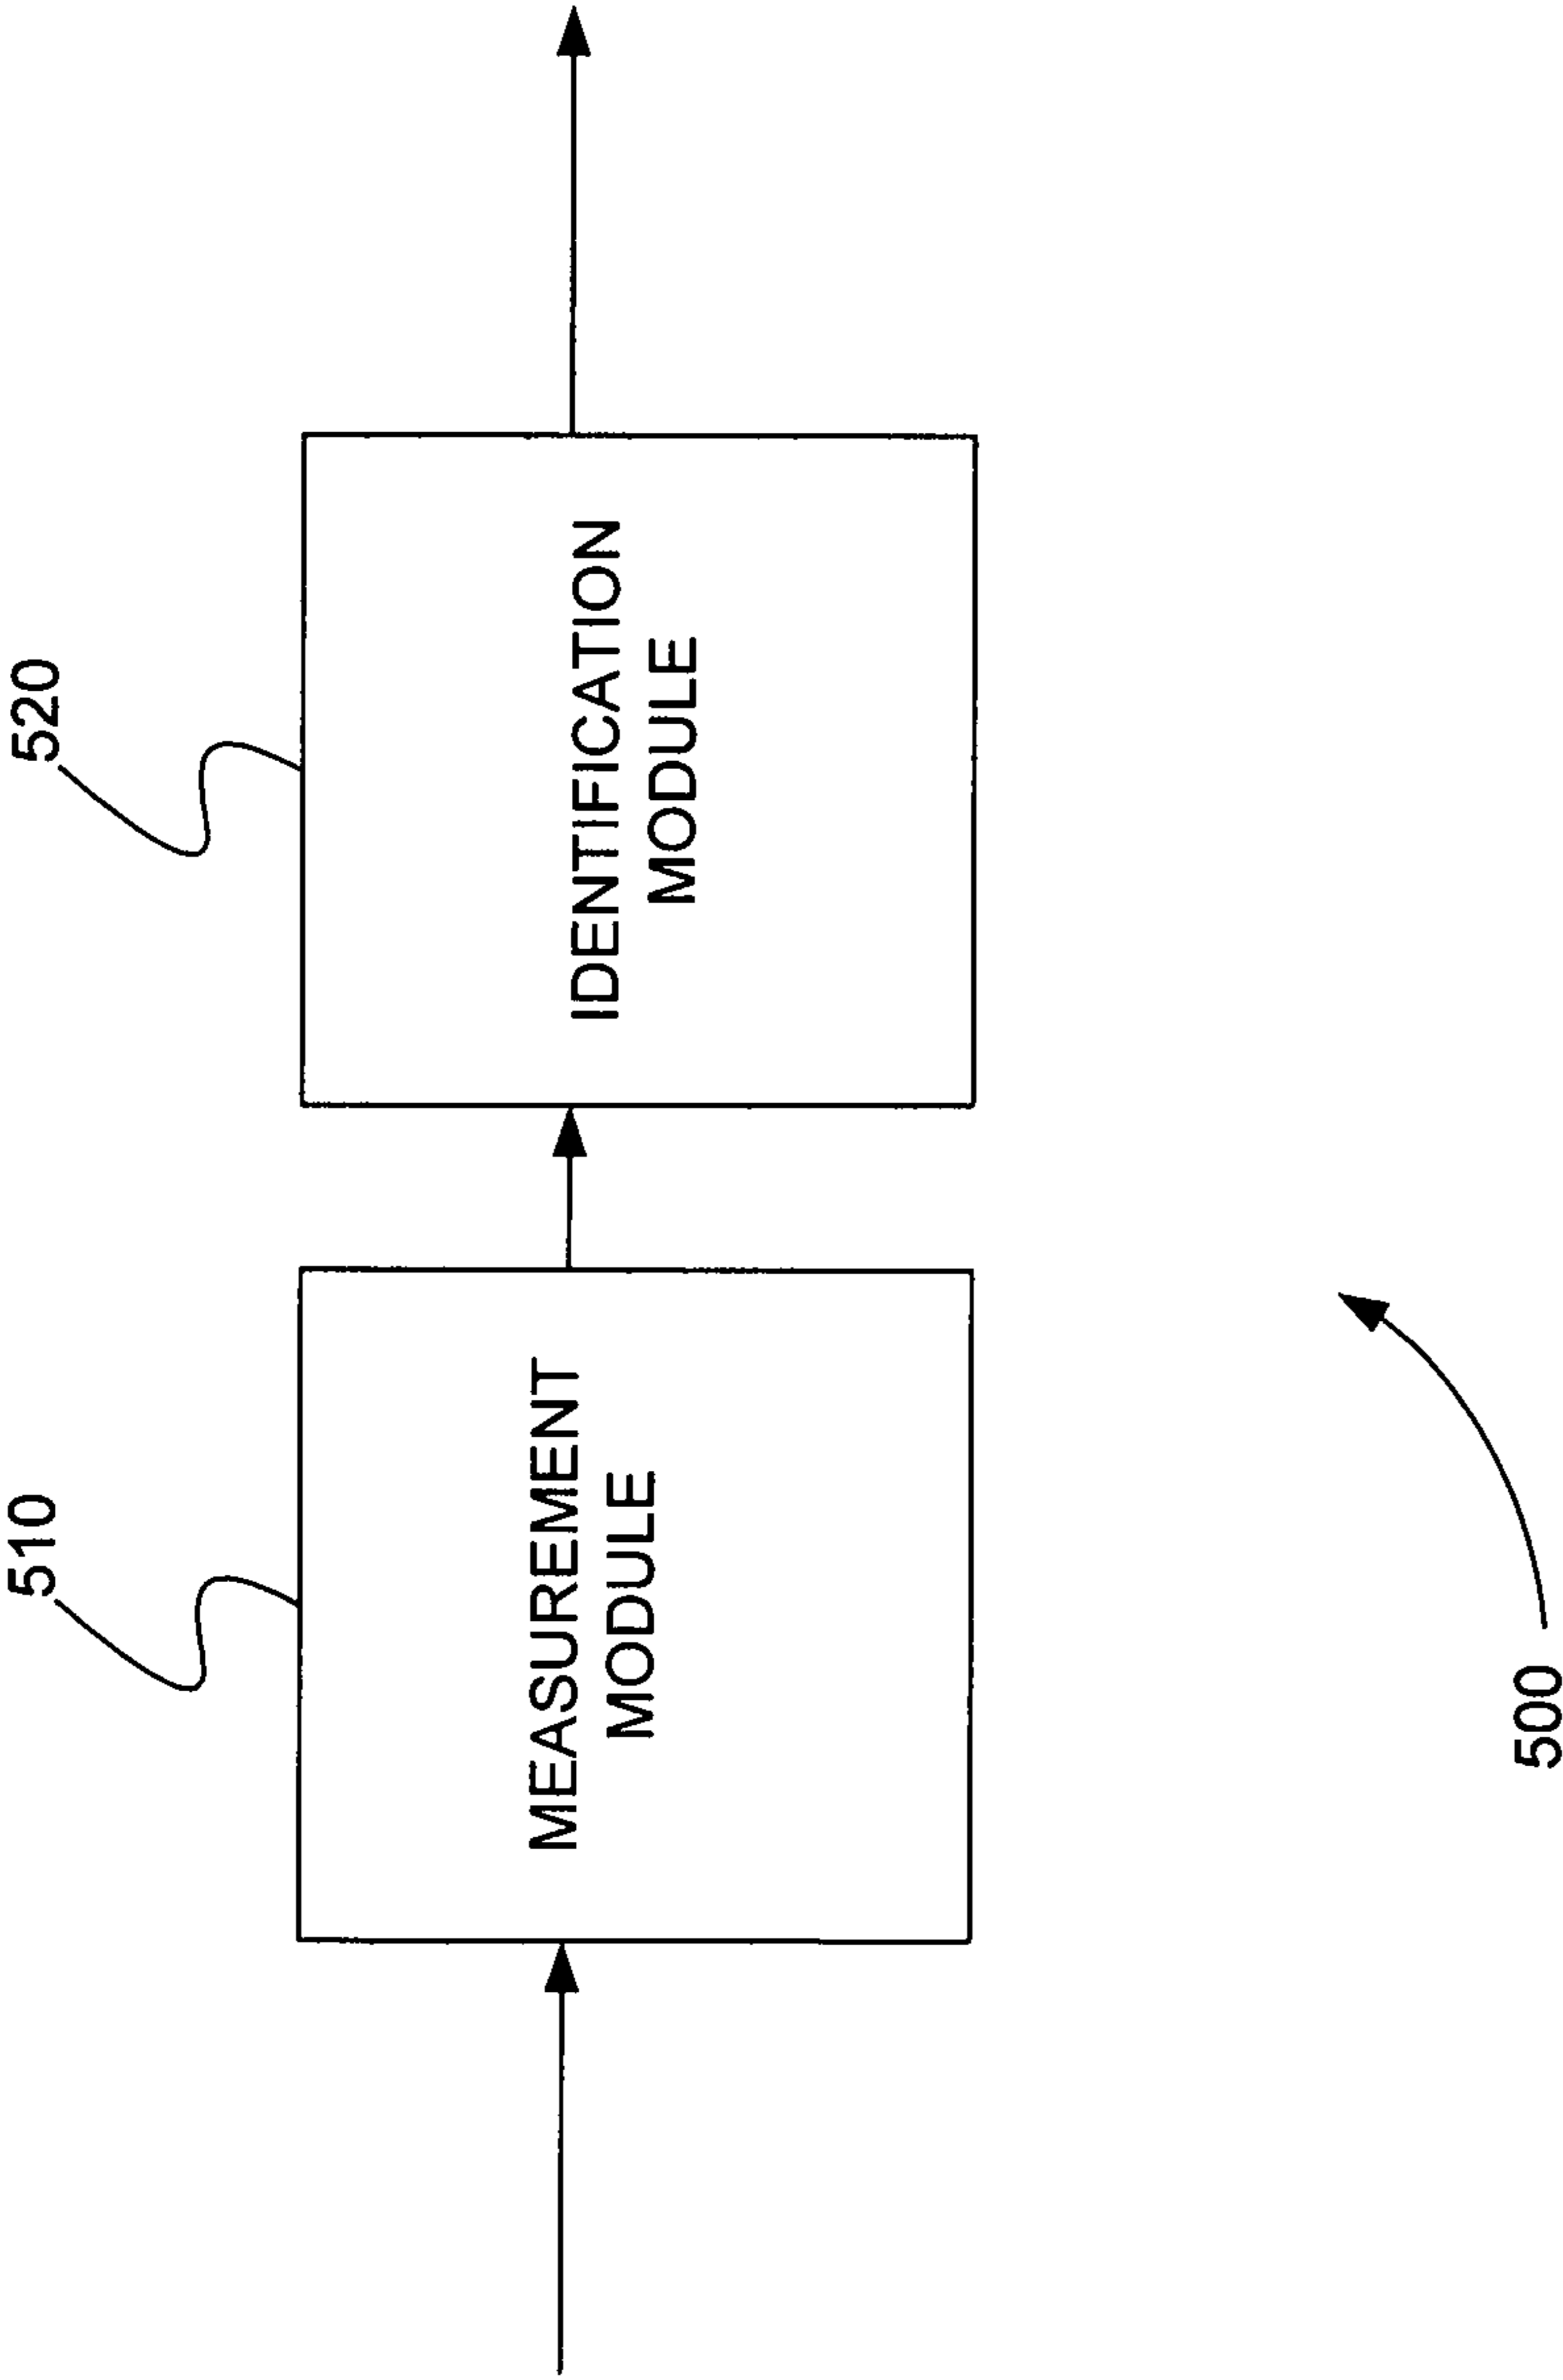 510
520
MEASUREMENT
MODULE
IDENTIFICATION
MODULE
500